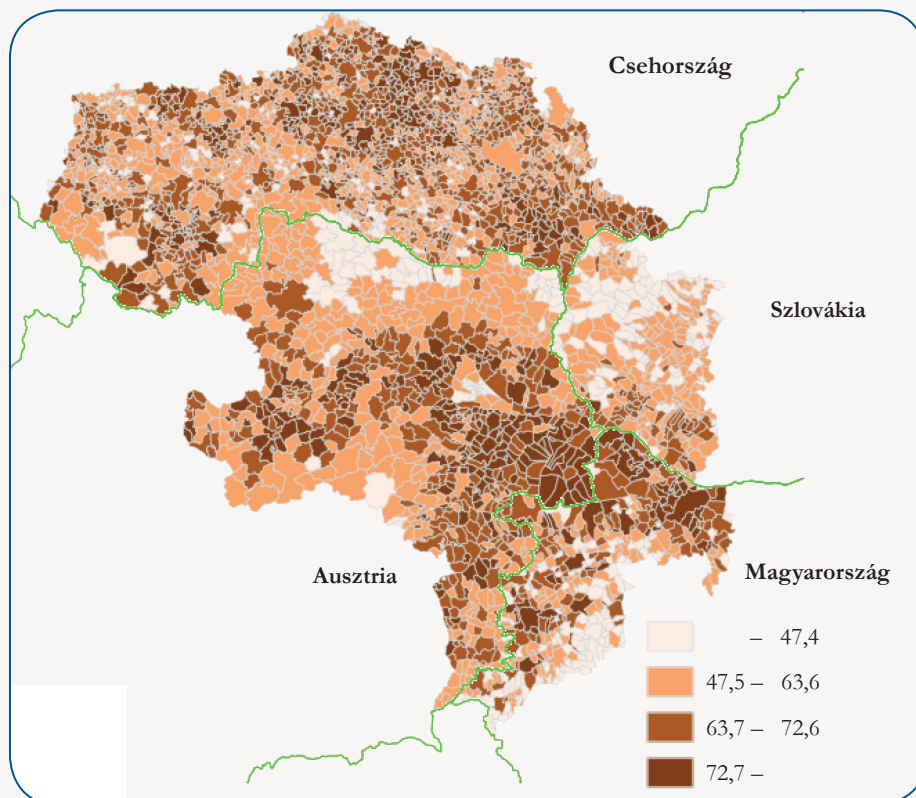 Csehország
Szlovákia
Ausztria
Magyarország
– 47,4
47,5 – 63,6
63,7 – 72,6
72,7 –